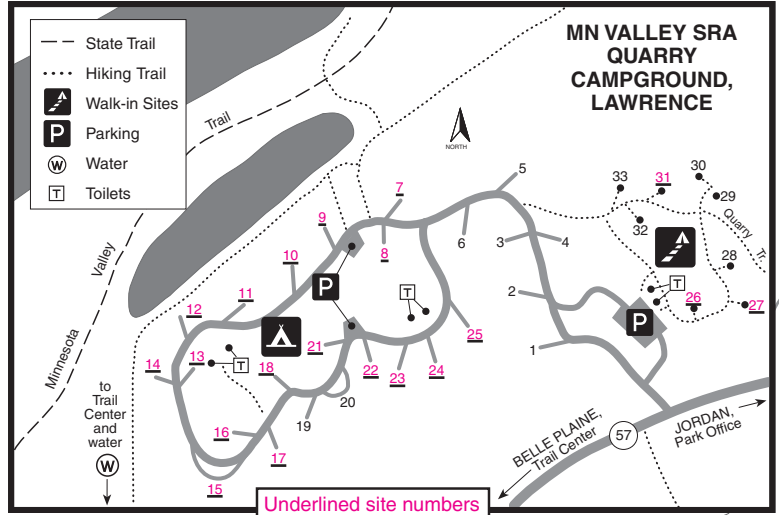 MN VALLEY SRA
QUARRY
CAMPGROUND,
LAWRENCE
State Trail
Hiking Trail
Walk-in Sites
P
Parking
W
Water
T
Toilets
NORTH
Minnesota
Valley
Trail
5
7
9
8
6
3
4
10
11
12
2
1
P
T
21
22
23
24
25
13
14
T
18
20
19
16
17
15
33
31
30
29
32
Quarry Tr.
28
T
26
27
P
to
Trail
Center
and
water
W
BELLE PLAINE,
Trail Center
57
JORDAN,
Park Office
Underlined site numbers